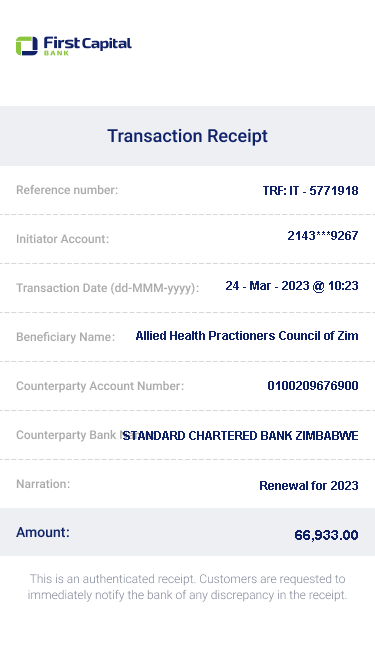 First Capital
BANK
Transaction Receipt
Reference number: TRF: IT - 5771918
Initiator Account: 2143***9267
Transaction Date (dd-MMM-yyyy): 24 - Mar - 2023 @ 10:23
Beneficiary Name: Allied Health Practioners Council of Zim
Counterparty Account Number: 0100209676900
Counterparty Bank STANDARD CHARTERED BANK ZIMBABWE
Narration: Renewal for 2023
Amount: 66,933.00
This is an authenticated receipt. Customers are requested to
immediately notify the bank of any discrepancy in the receipt.